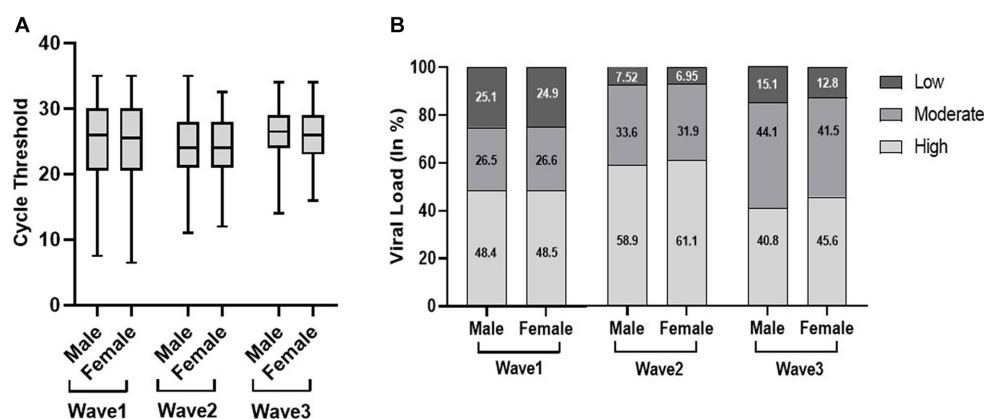 A
Cycle Threshold
40
30
20
10
0
Male
Female
Male
Female
Male
Female
Wave1
Wave2
Wave3
B
Viral Load (In %)
100
80
60
40
20
0
25.1
24.9
7.52
6.95
15.1
12.8
26.5
26.6
33.6
31.9
44.1
41.5
48.4
48.5
58.9
61.1
40.8
45.6
Male
Female
Male
Female
Male
Female
Wave1
Wave2
Wave3
Low
Moderate
High